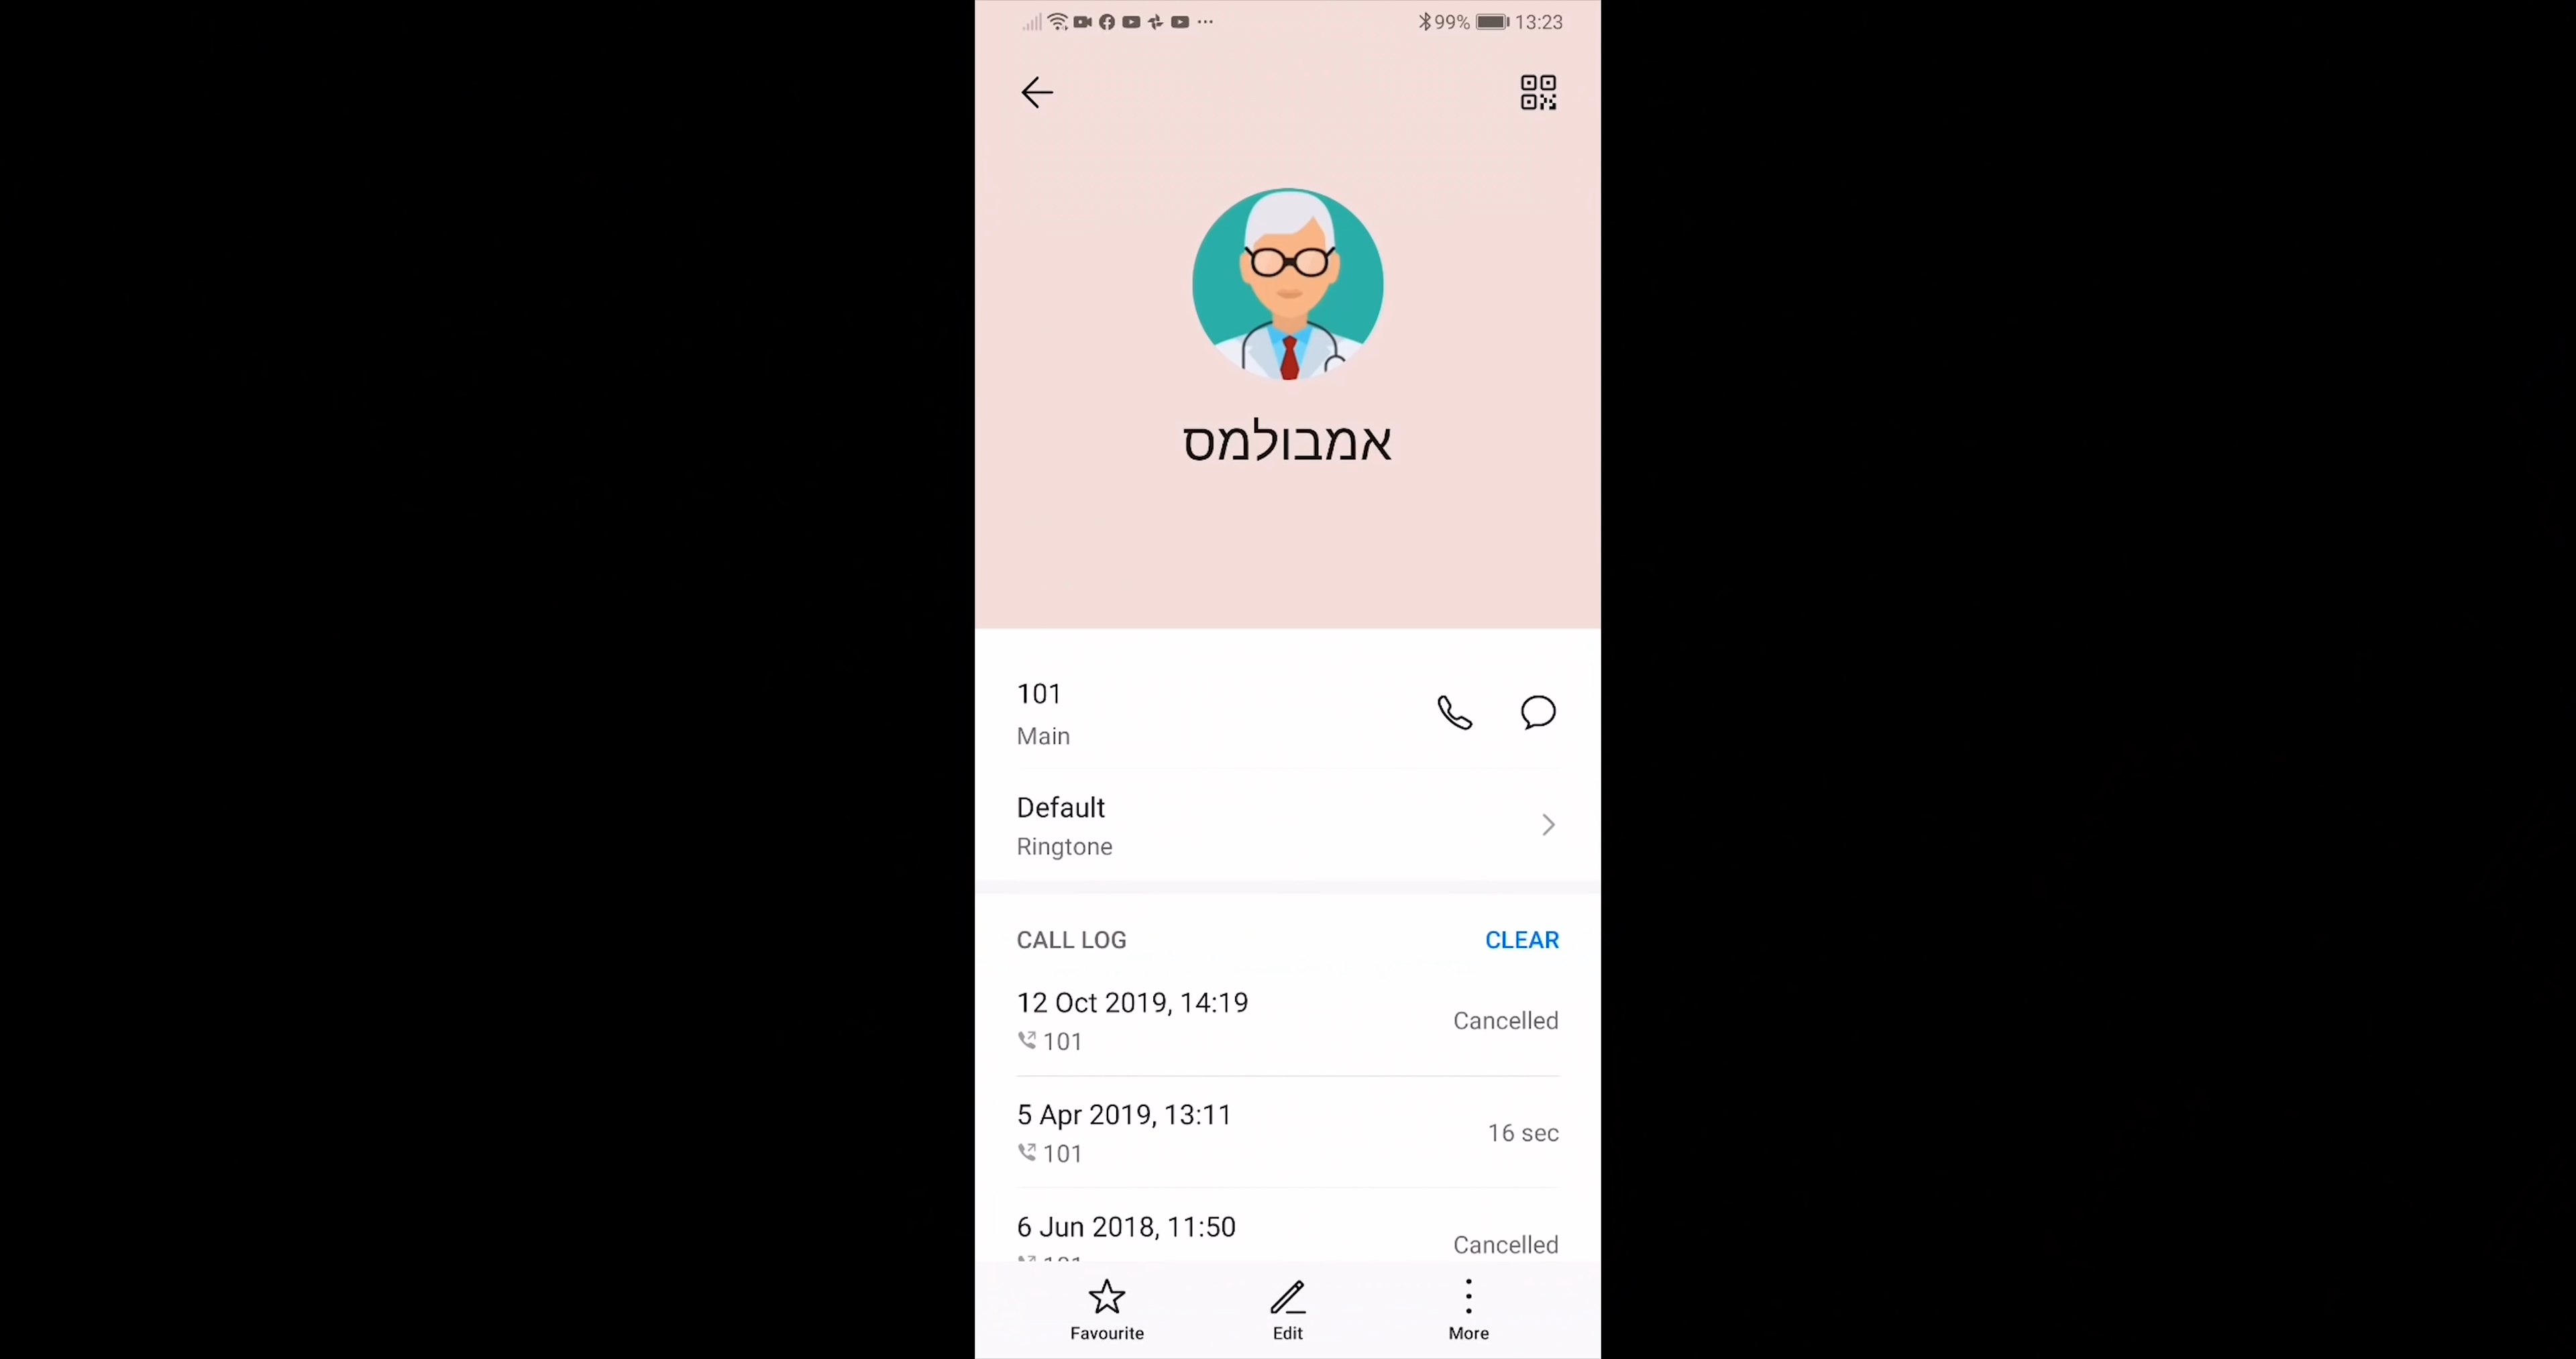 99% 13:23
אמבולמס
101
Main
Default
Ringtone
CALL LOG CLEAR
12 Oct 2019, 14:19
Cancelled
101
5 Apr 2019, 13:11
16 sec
101
6 Jun 2018, 11:50
Cancelled
Favourite Edit More